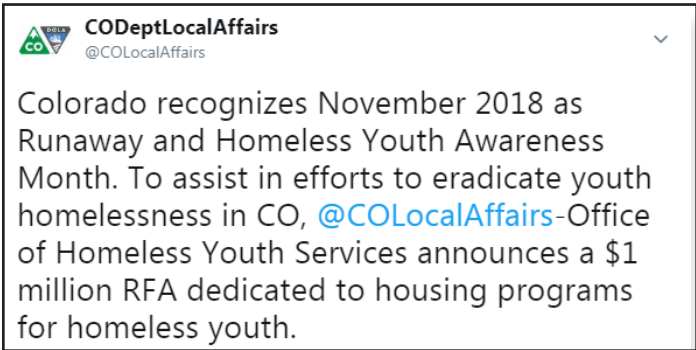 DOLA
CO
CODeptLocalAffairs
@COLocalAffairs
Colorado recognizes November 2018 as
Runaway and Homeless Youth Awareness
Month. To assist in efforts to eradicate youth
homelessness in CO, @COLocalAffairs-Office
of Homeless Youth Services announces a $1
million RFA dedicated to housing programs
for homeless youth.